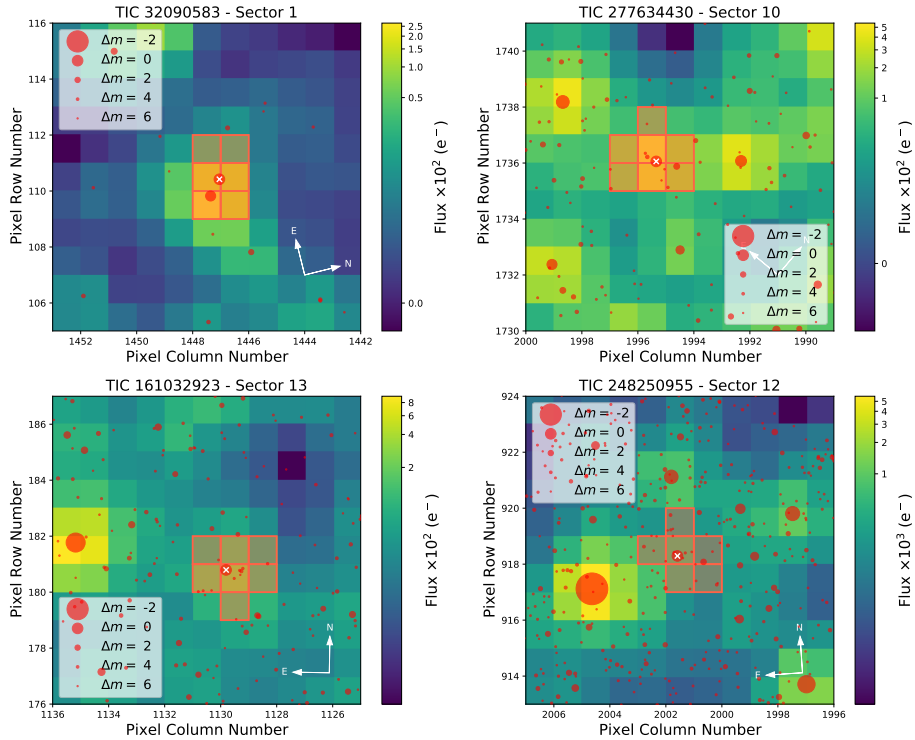 TIC 32090583 - Sector 1
116
114
112
110
108
106
1452
1450
1448
1446
1444
1442
Pixel Row Number
Pixel Column Number
Δm = -2
Δm = 0
Δm = 2
Δm = 4
Δm = 6
E
N
2.5
2.0
1.5
1.0
0.5
0.0
Flux ×10² (e⁻)
TIC 277634430 - Sector 10
1740
1738
1736
1734
1732
1730
2000
1998
1996
1994
1992
1990
Pixel Row Number
Pixel Column Number
Δm = -2
Δm = 0
Δm = 2
Δm = 4
Δm = 6
N
5
4
3
2
1
0
Flux ×10² (e⁻)
TIC 161032923 - Sector 13
186
184
182
180
178
176
1136
1134
1132
1130
1128
1126
Pixel Row Number
Pixel Column Number
Δm = -2
Δm = 0
Δm = 2
Δm = 4
Δm = 6
N
E
8
6
4
2
Flux ×10² (e⁻)
TIC 248250955 - Sector 12
924
922
920
918
916
914
2006
2004
2002
2000
1998
1996
Pixel Row Number
Pixel Column Number
Δm = -2
Δm = 0
Δm = 2
Δm = 4
Δm = 6
N
E
5
4
3
2
1
Flux ×10³ (e⁻)